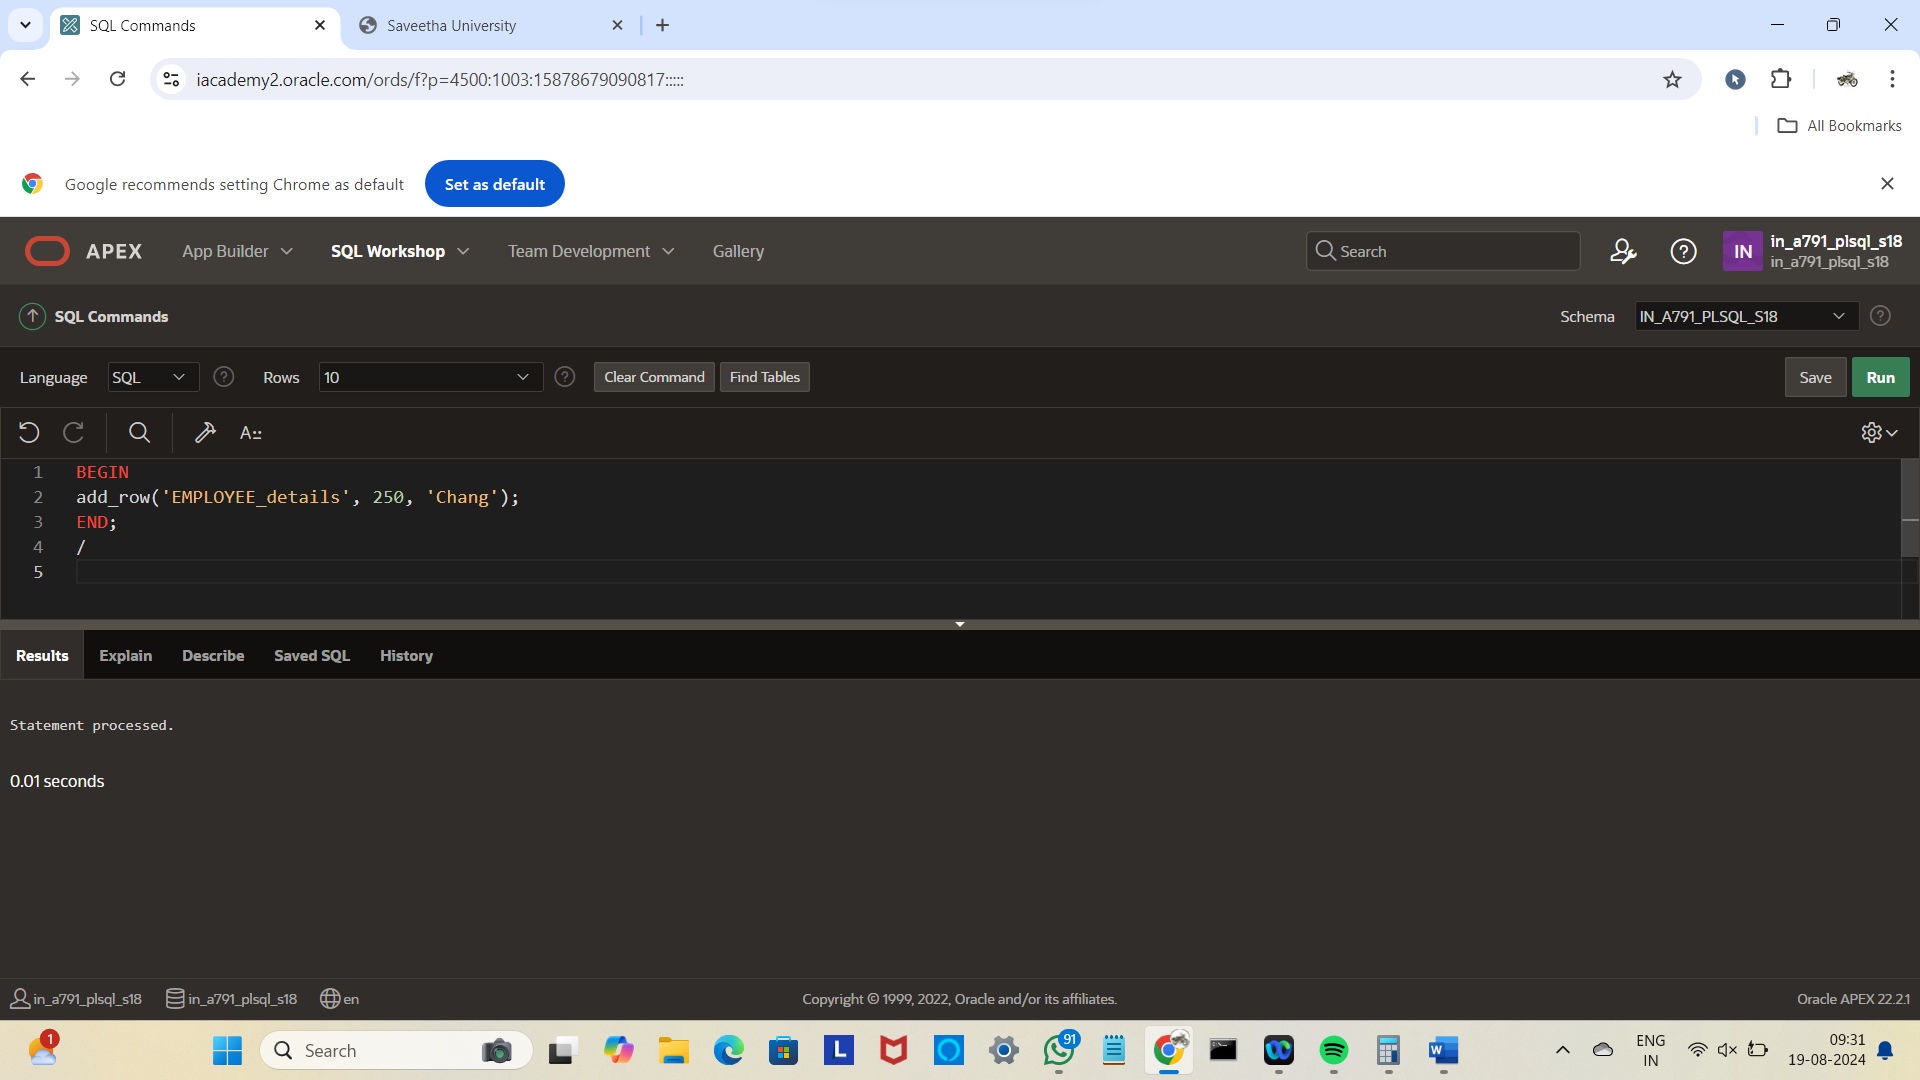 SQL Commands
Saveetha University
iacademy2.oracle.com/ords/f?p=4500:1003:15878679090817:::::
All Bookmarks
Google recommends setting Chrome as default
Set as default
APEX
App Builder
SQL Workshop
Team Development
Gallery
Search
IN
in_a791_plsql_s18
in_a791_plsql_s18
SQL Commands
Schema
IN_A791_PLSQL_S18
Language
SQL
Rows
10
Clear Command
Find Tables
Save
Run
A::
1 BEGIN
2 add_row('EMPLOYEE_details', 250, 'Chang');
3 END;
4 /
5
Results
Explain
Describe
Saved SQL
History
Statement processed.
0.01 seconds
in_a791_plsql_s18
in_a791_plsql_s18
en
Copyright © 1999, 2022, Oracle and/or its affiliates.
Oracle APEX 22.2.1
1
Search
L
91
W
ENG
IN
09:31
19-08-2024